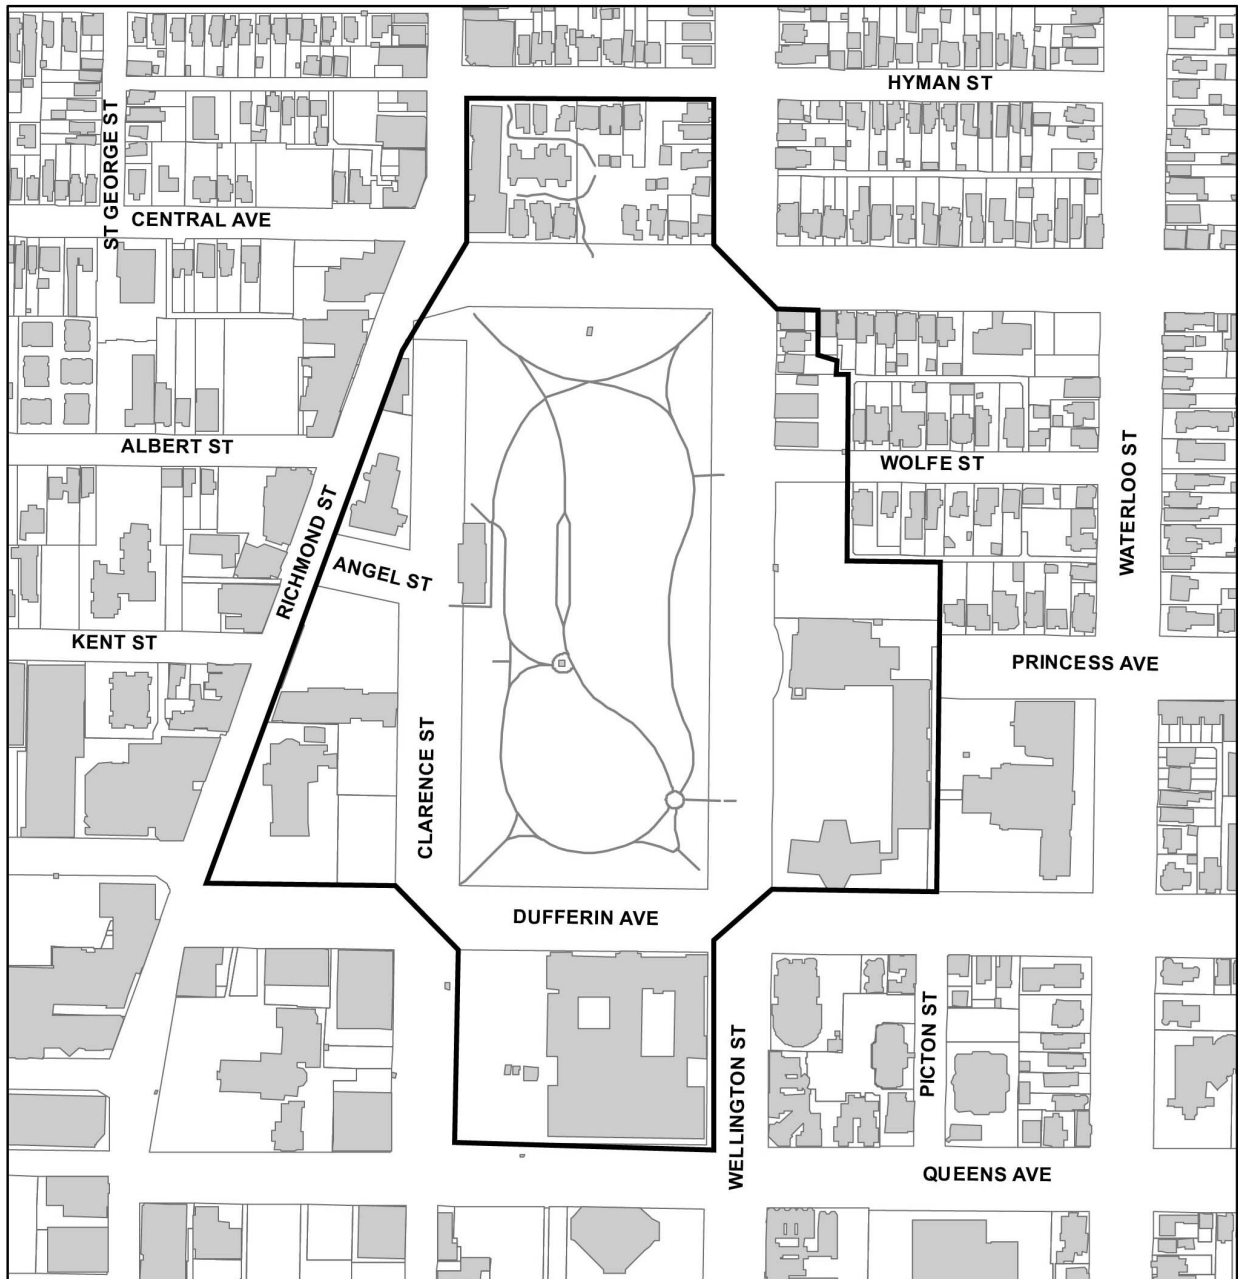 HYMAN ST
ST GEORGE ST
CENTRAL AVE
ALBERT ST
WOLFE ST
WATERLOO ST
RICHMOND ST
ANGEL ST
KENT ST
PRINCESS AVE
CLARENCE ST
DUFFERIN AVE
WELLINGTON ST
PICTON ST
QUEENS AVE